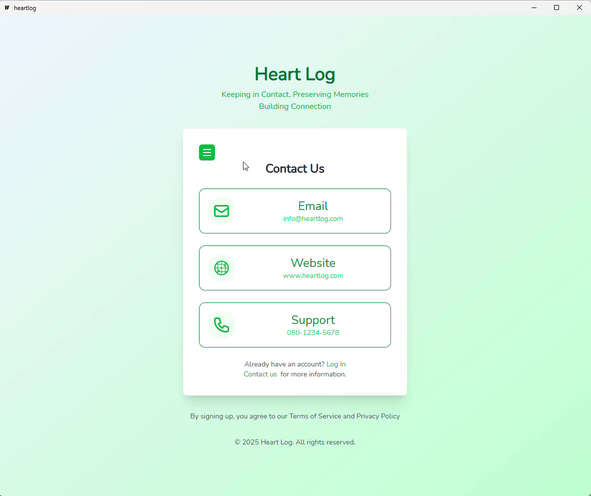 heartlog
Heart Log
Keeping in Contact, Preserving Memories
Building Connection
Contact Us
Email
info@heartlog.com
Website
www.heartlog.com
Support
080-1234-5678
Already have an account? Log In
Contact us for more information.
By signing up, you agree to our Terms of Service and Privacy Policy
© 2025 Heart Log. All rights reserved.